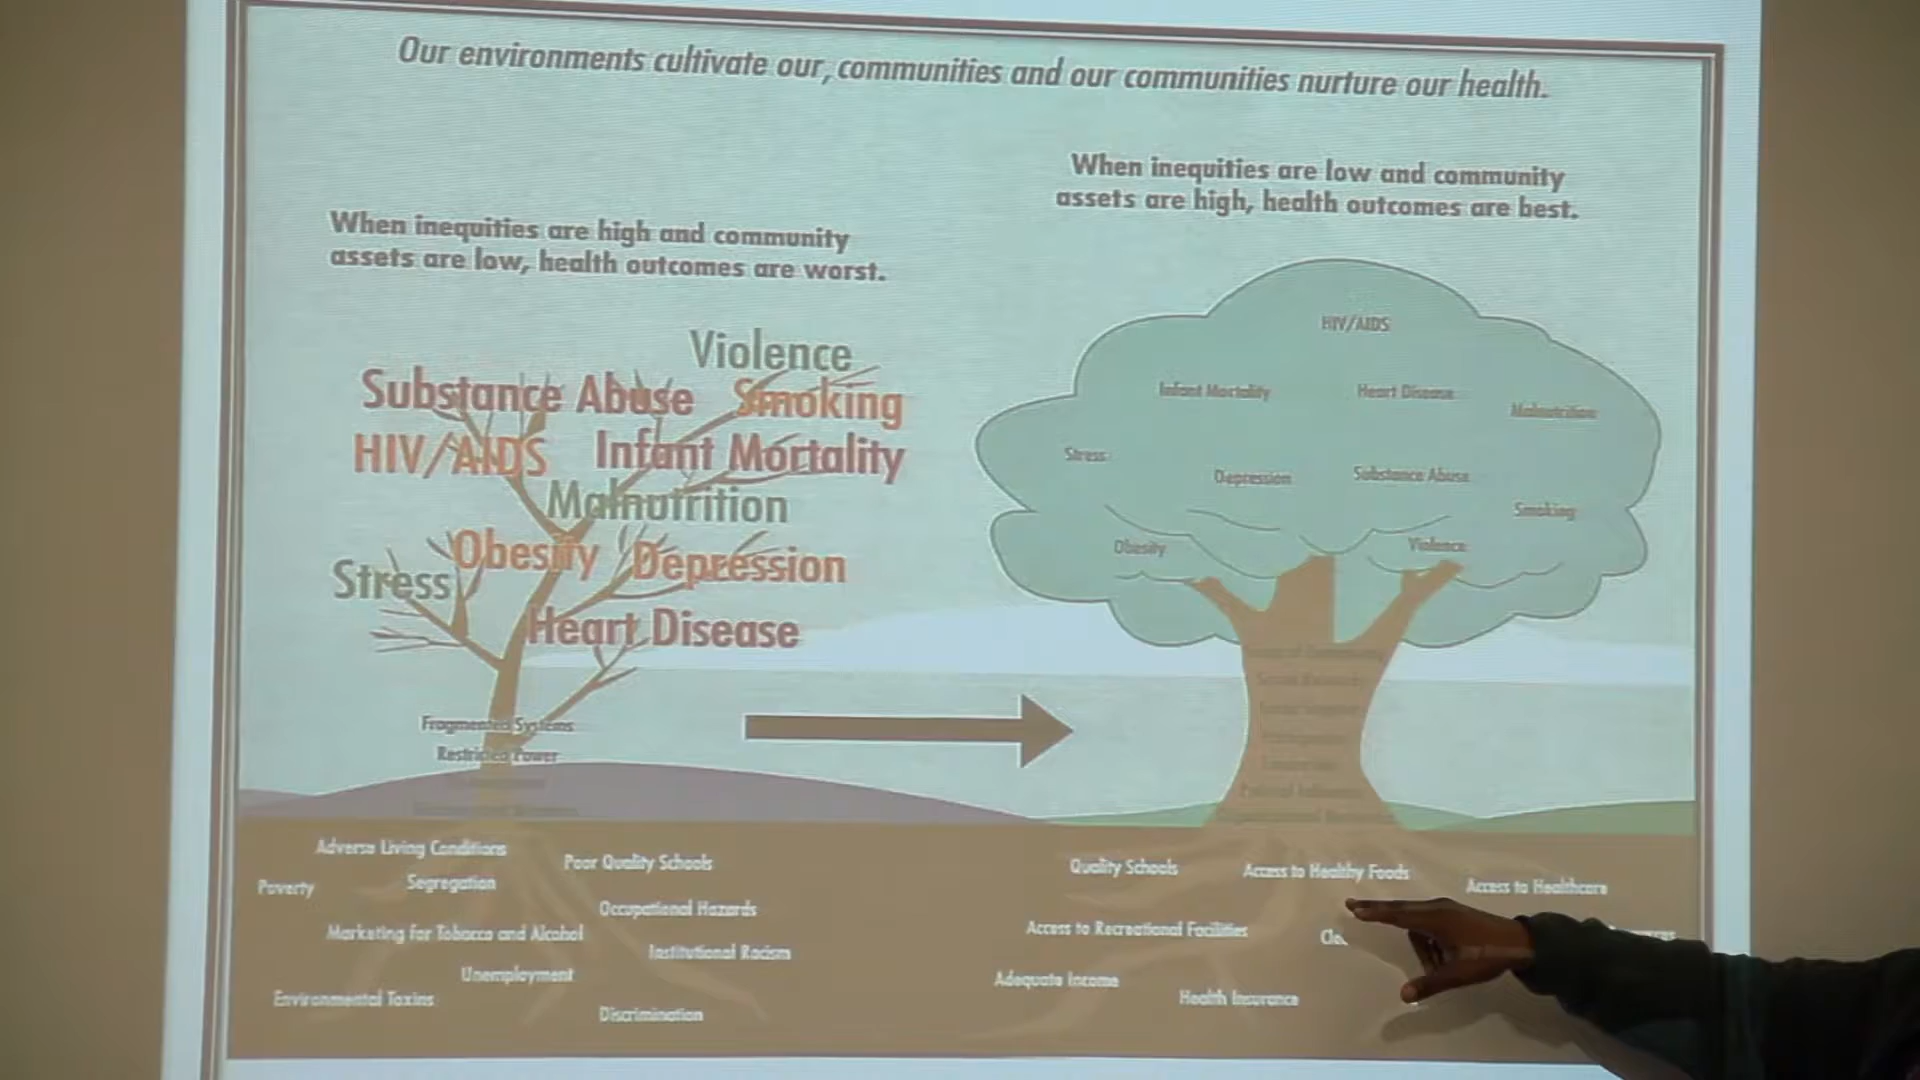 Our environments cultivate our, communities and our communities nurture our health.
When inequities are high and community
assets are low, health outcomes are worst.
Violence
Substance Abuse
Smoking
HIV/AIDS
Infant Mortality
Malnutrition
Obesity
Depression
Stress
Heart Disease
Fragmented Systems
Restricted Power
Adverse Living Conditions
Poor Quality Schools
Poverty
Segregation
Occupational Hazards
Marketing for Tobacco and Alcohol
Institutional Racism
Unemployment
Environmental Toxins
Discrimination
When inequities are low and community
assets are high, health outcomes are best.
HIV/AIDS
Infant Mortality
Heart Disease
Malnutrition
Stress
Depression
Substance Abuse
Smoking
Obesity
Violence
Quality Schools
Access to Healthy Foods
Access to Healthcare
Access to Recreational Facilities
Adequate Income
Health Insurance